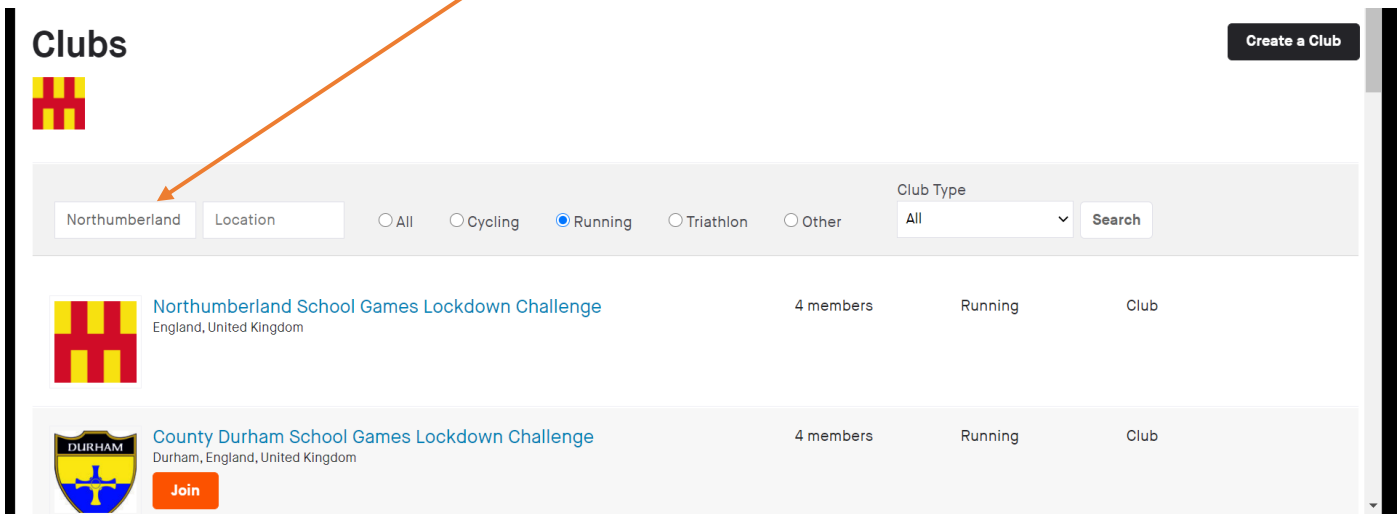 Clubs
Create a Club
Club Type
Northumberland Location All Cycling Running Triathlon Other All Search
Northumberland School Games Lockdown Challenge 4 members Running Club
England, United Kingdom
County Durham School Games Lockdown Challenge 4 members Running Club
DURHAM
Durham, England, United Kingdom
Join